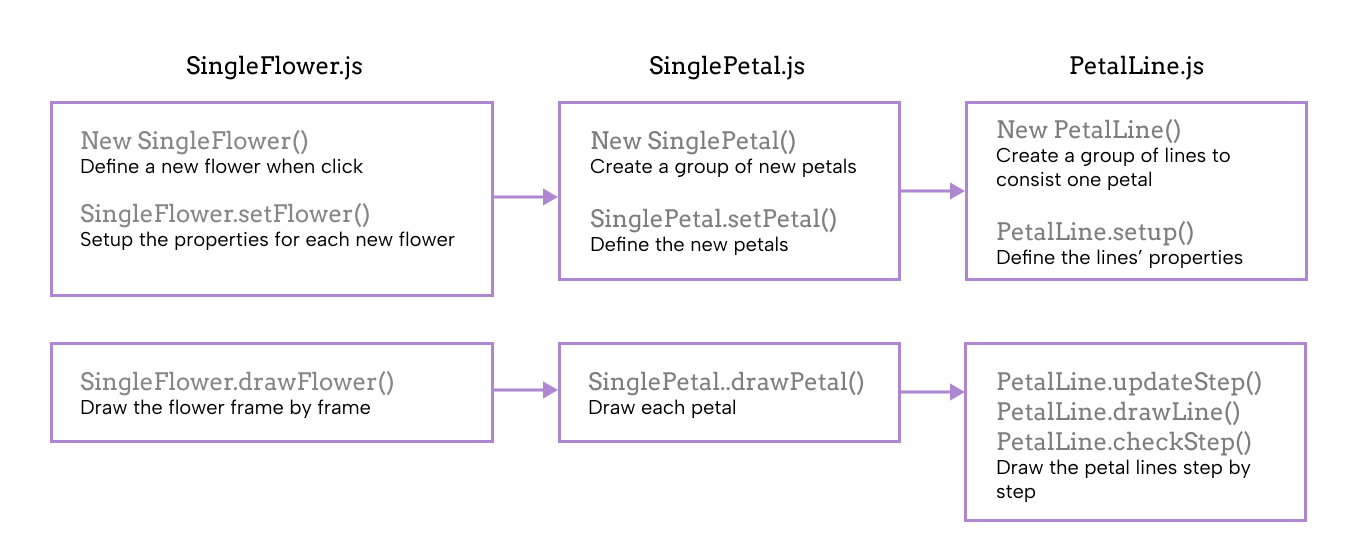 SingleFlower.js
SinglePetal.js
PetalLine.js
New SingleFlower()
Define a new flower when click
SingleFlower.setFlower()
Setup the properties for each new flower
New SinglePetal()
Create a group of new petals
SinglePetal.setPetal()
Define the new petals
New PetalLine()
Create a group of lines to
consist one petal
PetalLine.setup()
Define the lines’ properties
SingleFlower.drawFlower()
Draw the flower frame by frame
SinglePetal..drawPetal()
Draw each petal
PetalLine.updateStep()
PetalLine.drawLine()
PetalLine.checkStep()
Draw the petal lines step by
step